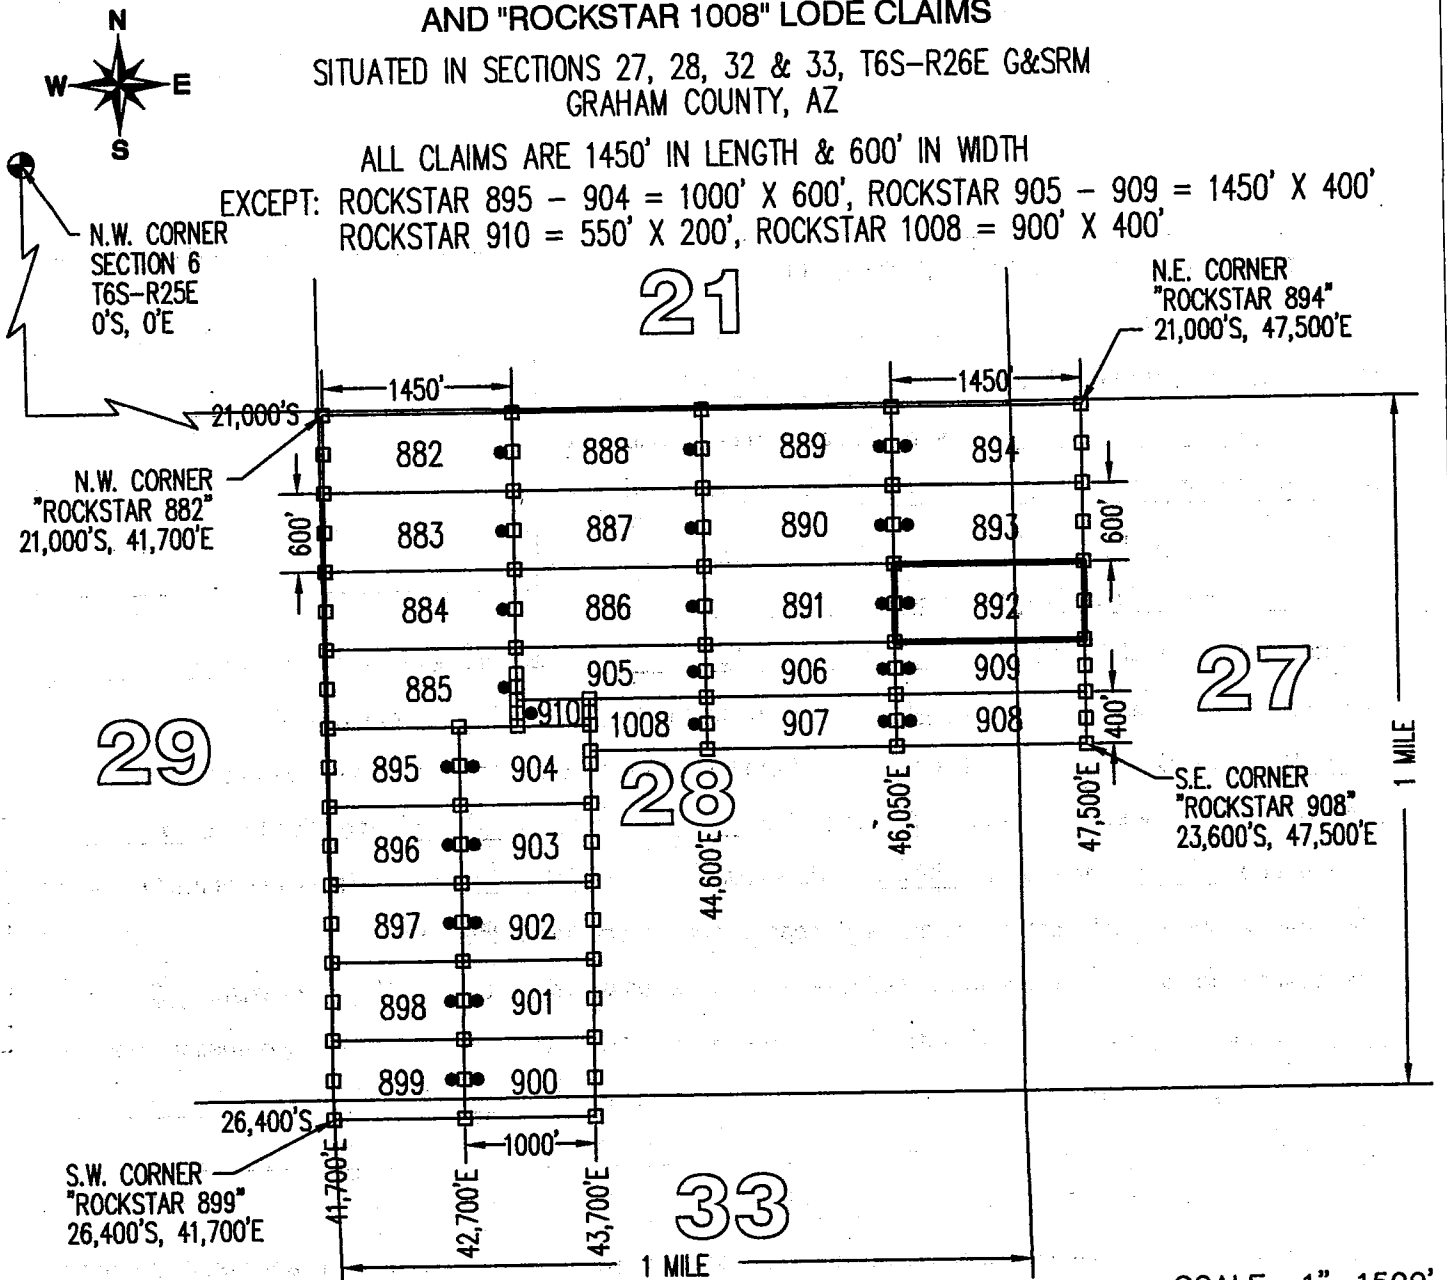 AND "ROCKSTAR 1008" LODE CLAIMS
N
W E
S
SITUATED IN SECTIONS 27, 28, 32 & 33, T6S-R26E G&SRM
GRAHAM COUNTY, AZ
ALL CLAIMS ARE 1450' IN LENGTH & 600' IN WIDTH
EXCEPT: ROCKSTAR 895 - 904 = 1000' X 600', ROCKSTAR 905 - 909 = 1450' X 400'
ROCKSTAR 910 = 550' X 200', ROCKSTAR 1008 = 900' X 400'
N.W. CORNER
SECTION 6
T6S-R25E
0'S, 0'E
21
N.E. CORNER
"ROCKSTAR 894"
21,000'S, 47,500'E
1450' 1450'
21,000'S
N.W. CORNER
"ROCKSTAR 882"
21,000'S, 41,700'E
600'
882 888 889 894
883 887 890 893
600'
884 886 891 892
885 905 906 909
910 1008 907 908
400'
29
27
28
1 MILE
895 904
896 903
897 902
898 901
899 900
44,600'E
46,050'E
47,500'E
S.E. CORNER
"ROCKSTAR 908"
23,600'S, 47,500'E
26,400'S
1000'
S.W. CORNER
"ROCKSTAR 899"
26,400'S, 41,700'E
41,700'E
42,700'E
43,700'E
33
1 MILE